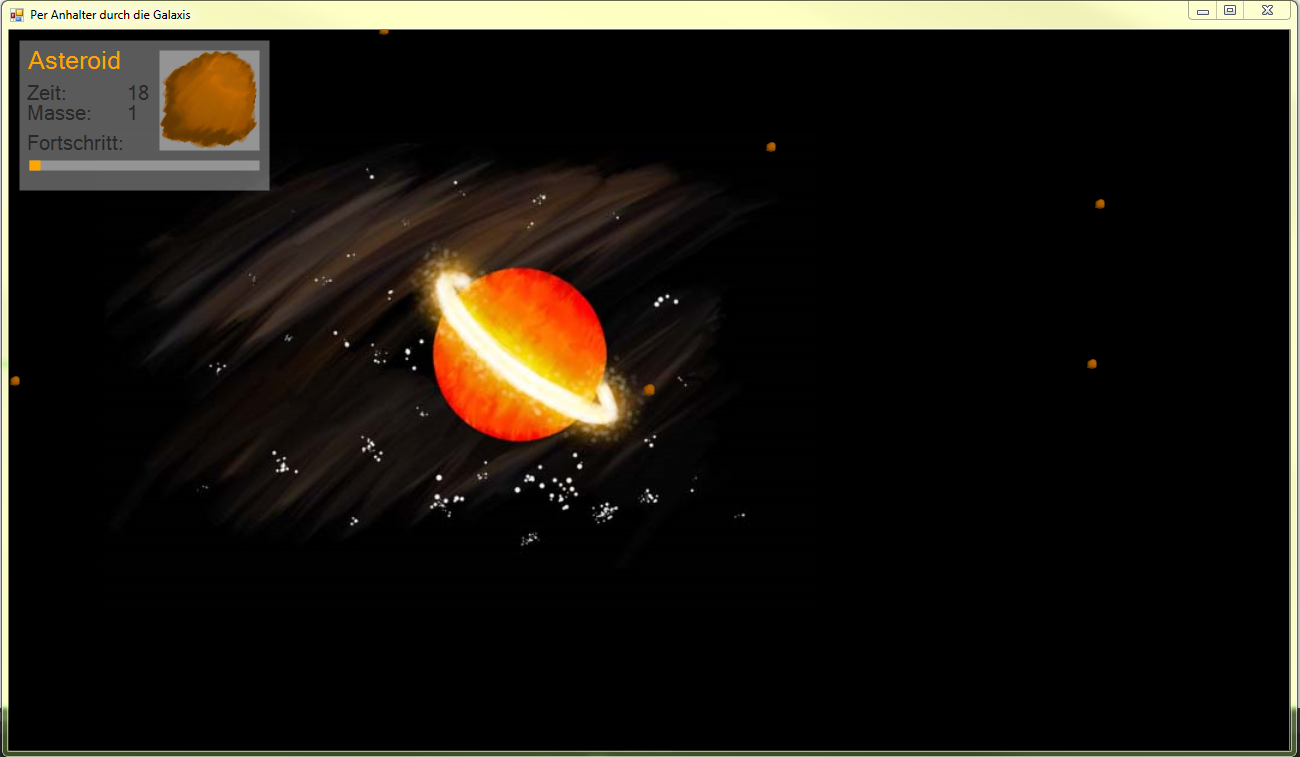 Per Anhalter durch die Galaxis
Asteroid
Zeit: 18
Masse: 1
Fortschritt: